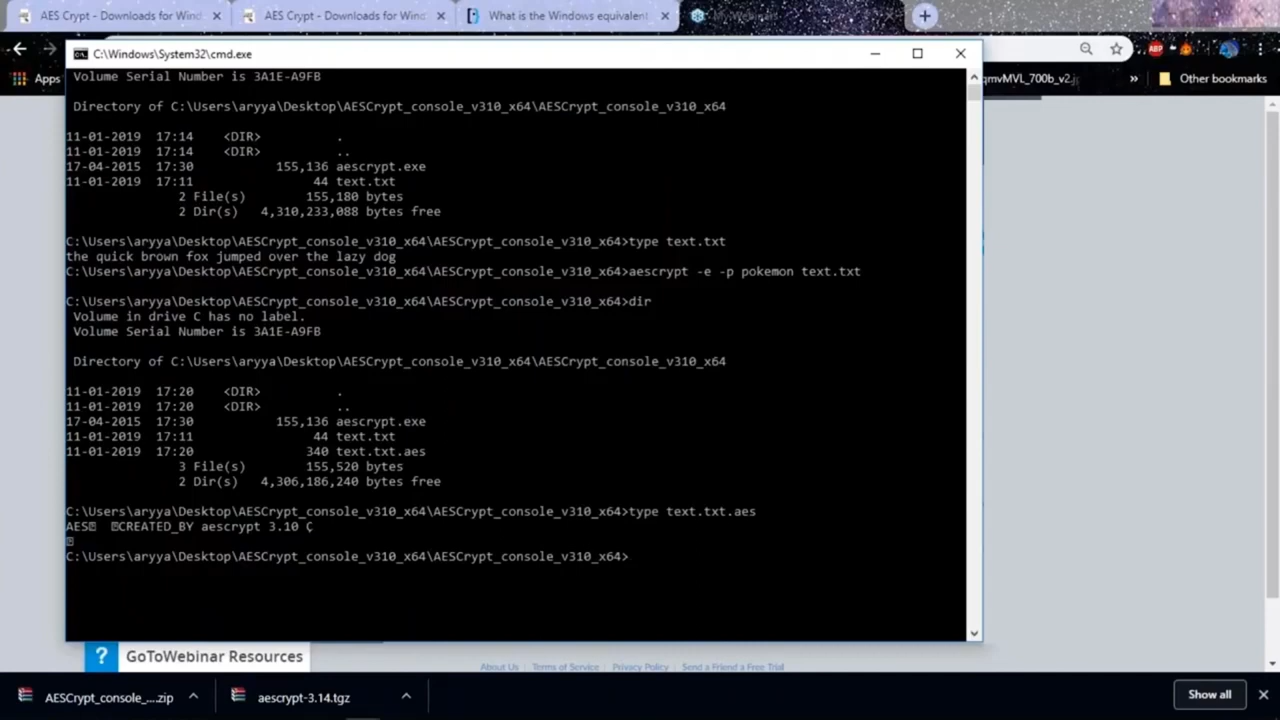 AES Crypt - Downloads for Wind
AES Crypt - Downloads for Wind
What is the Windows equivalent
Apps
qmvMVL_700b_v2.j
Other bookmarks
C:\Windows\System32\cmd.exe
Volume Serial Number is 3A1E-A9FB
Directory of C:\Users\aryya\Desktop\AESCrypt_console_v310_x64\AESCrypt_console_v310_x64
11-01-2019 17:14 <DIR> .
11-01-2019 17:14 <DIR> ..
17-04-2015 17:30 155,136 aescrypt.exe
11-01-2019 17:11 44 text.txt
2 File(s) 155,180 bytes
2 Dir(s) 4,310,233,088 bytes free
C:\Users\aryya\Desktop\AESCrypt_console_v310_x64\AESCrypt_console_v310_x64>type text.txt
the quick brown fox jumped over the lazy dog
C:\Users\aryya\Desktop\AESCrypt_console_v310_x64\AESCrypt_console_v310_x64>aescrypt -e -p pokemon text.txt
C:\Users\aryya\Desktop\AESCrypt_console_v310_x64\AESCrypt_console_v310_x64>dir
Volume in drive C has no label.
Volume Serial Number is 3A1E-A9FB
Directory of C:\Users\aryya\Desktop\AESCrypt_console_v310_x64\AESCrypt_console_v310_x64
11-01-2019 17:20 <DIR> .
11-01-2019 17:20 <DIR> ..
17-04-2015 17:30 155,136 aescrypt.exe
11-01-2019 17:11 44 text.txt
11-01-2019 17:20 340 text.txt.aes
3 File(s) 155,520 bytes
2 Dir(s) 4,306,186,240 bytes free
C:\Users\aryya\Desktop\AESCrypt_console_v310_x64\AESCrypt_console_v310_x64>type text.txt.aes
AES CREATED_BY aescrypt 3.10 Ç
C:\Users\aryya\Desktop\AESCrypt_console_v310_x64\AESCrypt_console_v310_x64>
? GoToWebinar Resources
About Us | Terms of Service | Privacy Policy | Send a Friend a Free Trial
AESCrypt_console_....zip
aescrypt-3.14.tgz
Show all